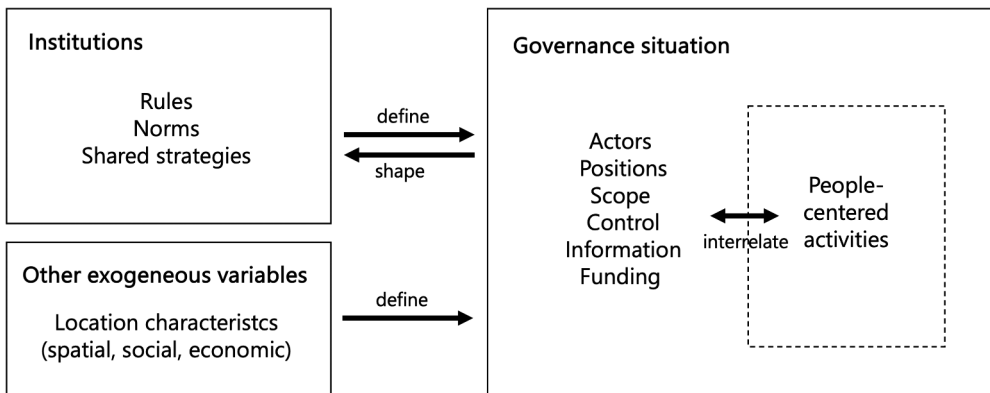 Institutions
Rules
Norms
Shared strategies
define
shape
Other exogeneous variables
Location characteristcs
(spatial, social, economic)
define
Governance situation
Actors
Positions
Scope
Control
Information
Funding
interrelate
People-
centered
activities